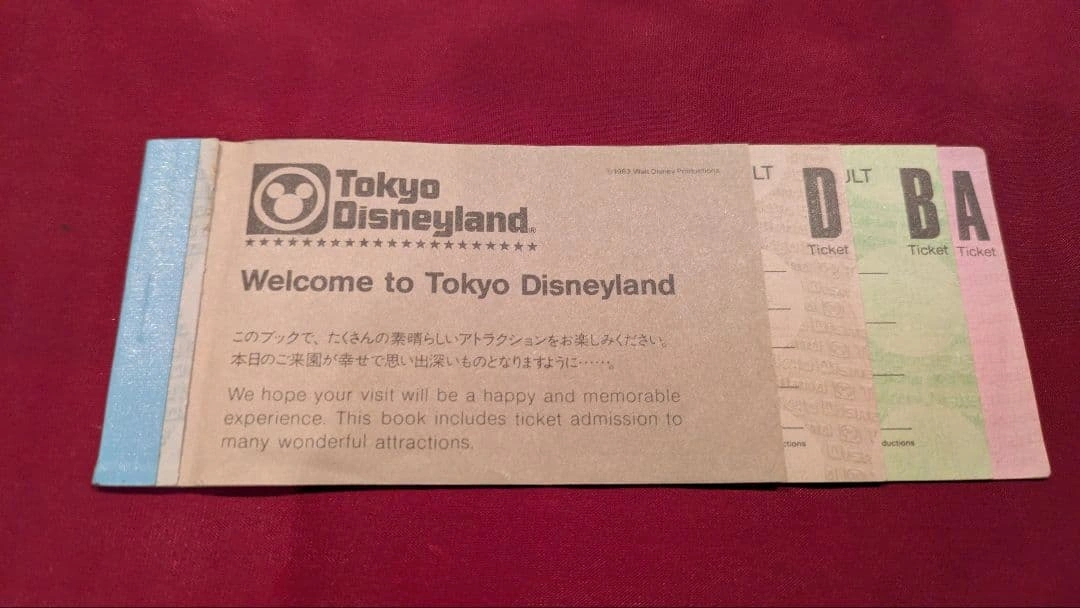 Tokyo
Disneyland®
©1983 Walt Disney Productions
Welcome to Tokyo Disneyland
このブックで、たくさんの素晴らしいアトラクションをお楽しみください。
本日のご来園が幸せで思い出深いものとなりますように……。
We hope your visit will be a happy and memorable
experience. This book includes ticket admission to
many wonderful attractions.
LT
D
Ticket
ctions
ULT
B
Ticket
ductions
A
Ticket